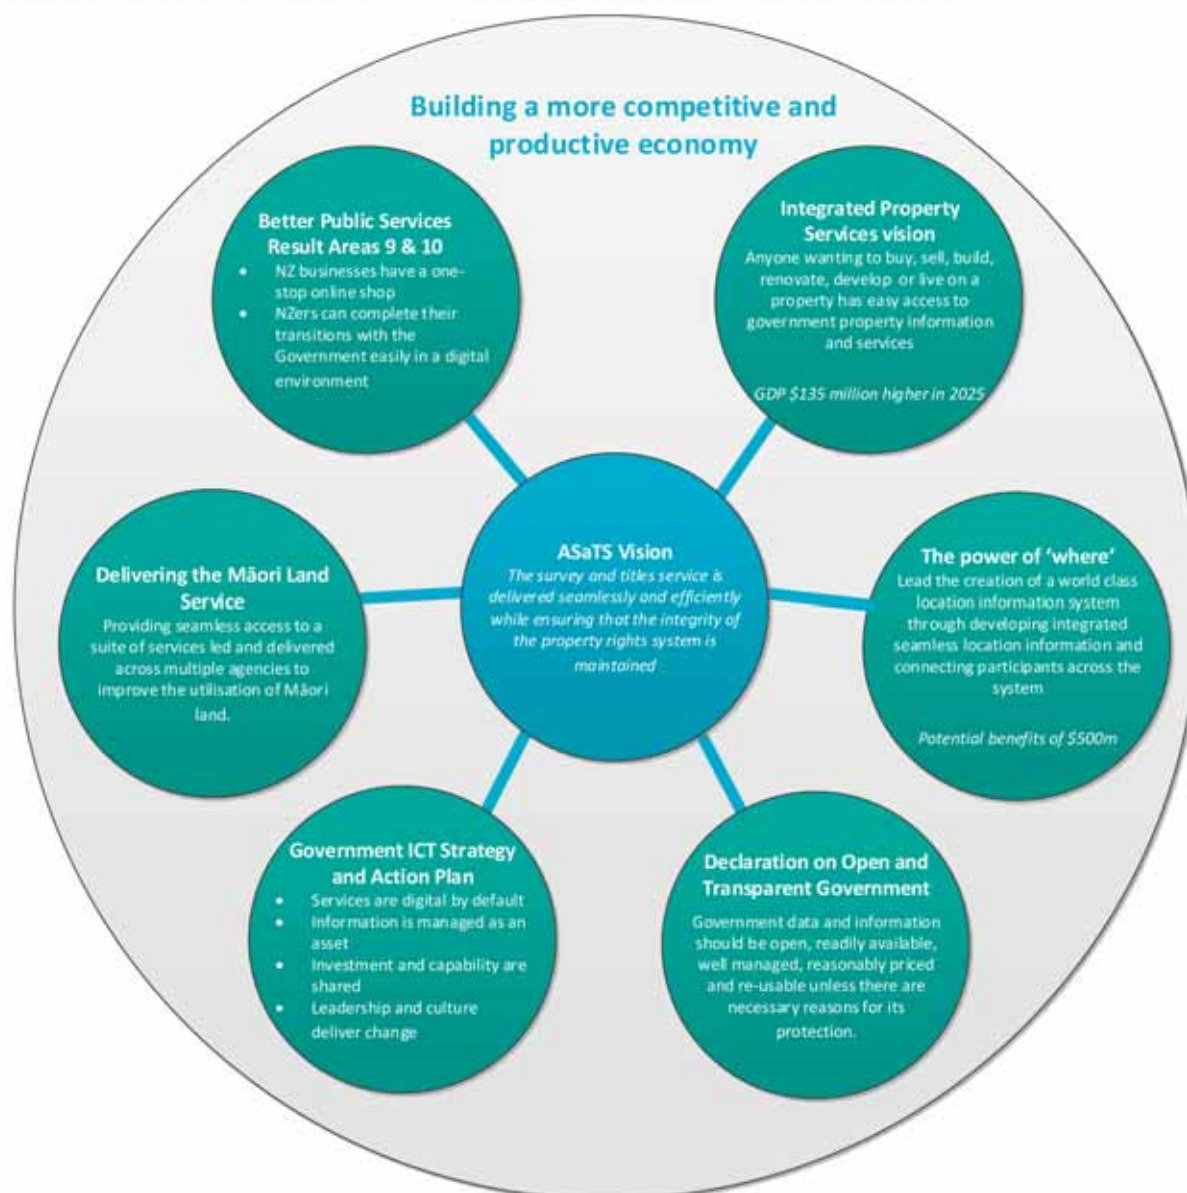 Building a more competitive and
productive economy
Better Public Services
Result Areas 9 & 10
• NZ businesses have a one-
stop online shop
• NZers can complete their
transitions with the
Government easily in a digital
environment
Integrated Property
Services vision
Anyone wanting to buy, sell, build,
renovate, develop or live on a
property has easy access to
government property information
and services
GDP $135 million higher in 2025
Delivering the Māori Land
Service
Providing seamless access to a
suite of services led and delivered
across multiple agencies to
improve the utilisation of Māori
land.
ASaTS Vision
The survey and titles service is
delivered seamlessly and efficiently
while ensuring that the integrity of
the property rights system is
maintained
The power of ‘where’
Lead the creation of a world class
location information system
through developing integrated
seamless location information and
connecting participants across the
system
Potential benefits of $500m
Government ICT Strategy
and Action Plan
• Services are digital by default
• Information is managed as an
asset
• Investment and capability are
shared
• Leadership and culture
deliver change
Declaration on Open and
Transparent Government
Government data and information
should be open, readily available,
well managed, reasonably priced
and re-usable unless there are
necessary reasons for its
protection.